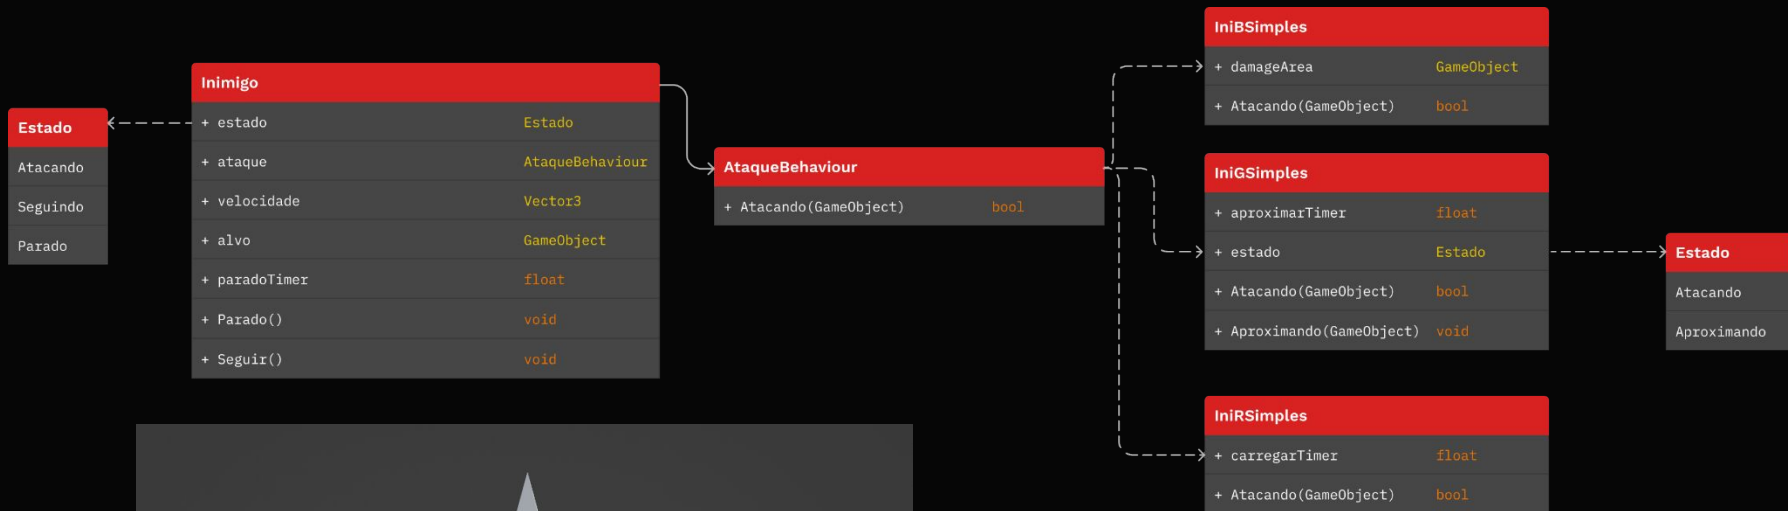 Estado
Atacando
Seguindo
Parado
Inimigo
+ estado Estado
+ ataque AtaqueBehaviour
+ velocidade Vector3
+ alvo GameObject
+ paradoTimer float
+ Parado() void
+ Seguir() void
AtaqueBehaviour
+ Atacando(GameObject) bool
IniBSimples
+ damageArea GameObject
+ Atacando(GameObject) bool
IniGSimples
+ aproximarTimer float
+ estado Estado
+ Atacando(GameObject) bool
+ Aproximando(GameObject) void
IniRSimples
+ carregarTimer float
+ Atacando(GameObject) bool
Estado
Atacando
Aproximando